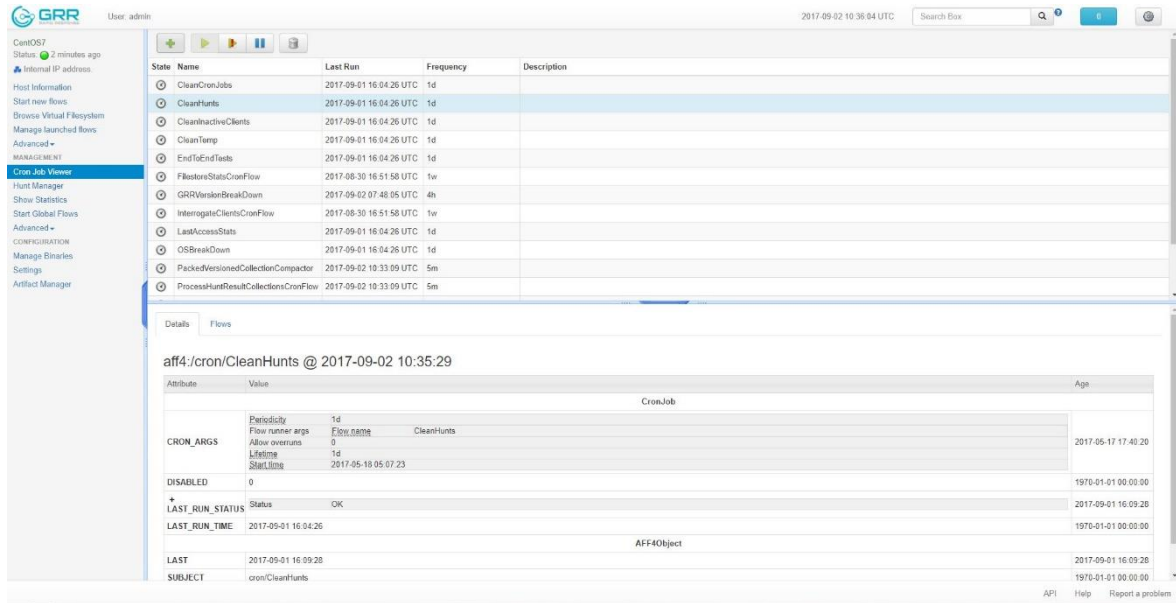 GRR
User: admin
2017-09-02 10:36:04 UTC
Search Box
0
CentOS7
Status: 2 minutes ago
Internal IP address.
Host Information
Start new flows
Browse Virtual Filesystem
Manage launched flows
Advanced
MANAGEMENT
Cron Job Viewer
Hunt Manager
Show Statistics
Start Global Flows
Advanced
CONFIGURATION
Manage Binaries
Settings
Artifact Manager
State Name Last Run Frequency Description
CleanCronJobs 2017-09-01 16:04:26 UTC 1d
CleanHunts 2017-09-01 16:04:26 UTC 1d
CleanInactiveClients 2017-09-01 16:04:26 UTC 1d
CleanTemp 2017-09-01 16:04:26 UTC 1d
EndToEndTests 2017-09-01 16:04:26 UTC 1d
FilestoreStatsCronFlow 2017-08-30 16:51:58 UTC 1w
GRRVersionBreakDown 2017-09-02 07:48:05 UTC 4h
InterrogateClientsCronFlow 2017-08-30 16:51:58 UTC 1w
LastAccessStats 2017-09-01 16:04:26 UTC 1d
OSBreakDown 2017-09-01 16:04:26 UTC 1d
PackedVersionedCollectionCompactor 2017-09-02 10:33:09 UTC 5m
ProcessHuntResultCollectionsCronFlow 2017-09-02 10:33:09 UTC 5m
Details Flows
aff4:/cron/CleanHunts @ 2017-09-02 10:35:29
Attribute Value Age
CronJob
CRON_ARGS
Periodicity 1d
Flow runner args Flow name CleanHunts
Allow overruns 0
Lifetime 1d
Start time 2017-05-18 05:07:23
2017-05-17 17:40:20
DISABLED 0 1970-01-01 00:00:00
+
LAST_RUN_STATUS Status OK 2017-09-01 16:09:28
LAST_RUN_TIME 2017-09-01 16:04:26 1970-01-01 00:00:00
AFF4Object
LAST 2017-09-01 16:09:28 2017-09-01 16:09:28
SUBJECT cron/CleanHunts 1970-01-01 00:00:00
API Help Report a problem